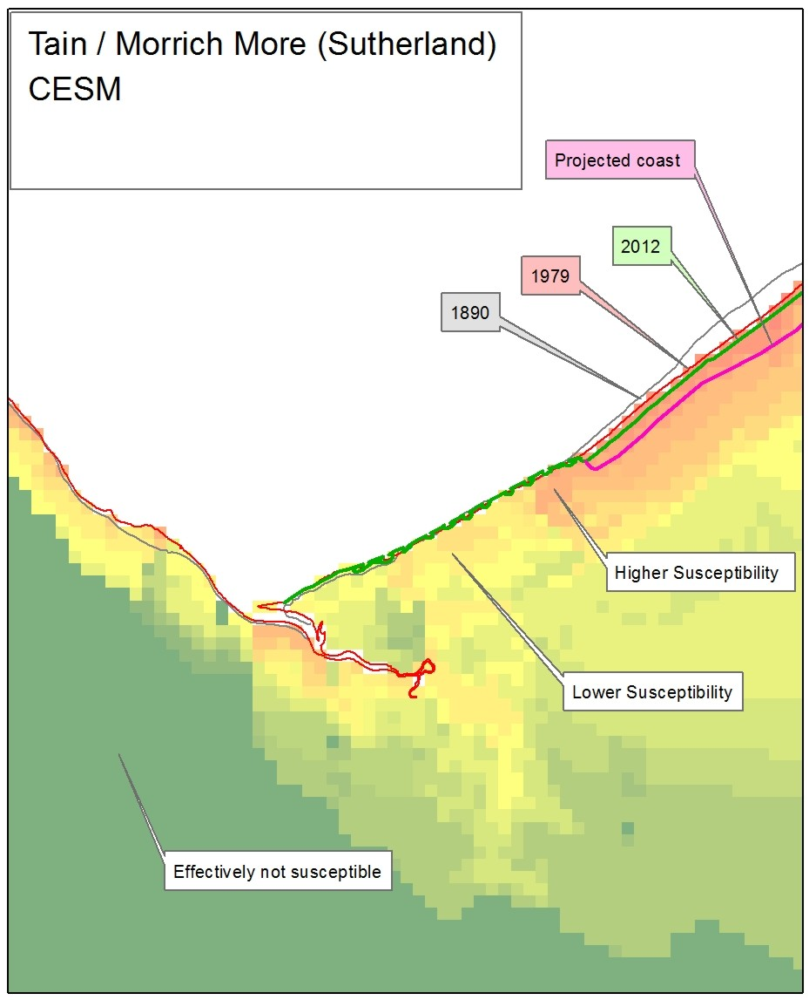 Tain / Morrich More (Sutherland)
CESM
Projected coast
2012
1979
1890
Higher Susceptibility
Lower Susceptibility
Effectively not susceptible